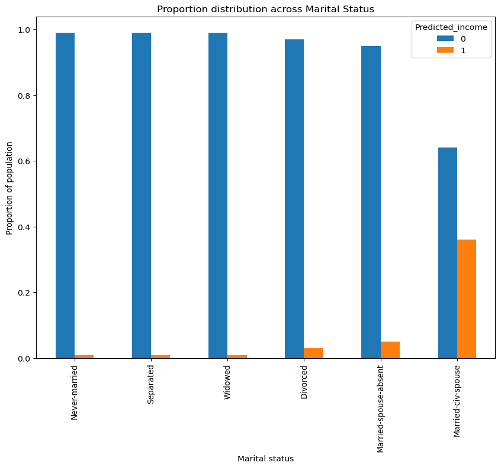 Proportion distribution across Marital Status
Predicted_income
0
1
1.0
0.8
0.6
0.4
0.2
0.0
Proportion of population
Never-married
Separated
Widowed
Divorced
Married-spouse-absent
Married-civ-spouse
Marital status